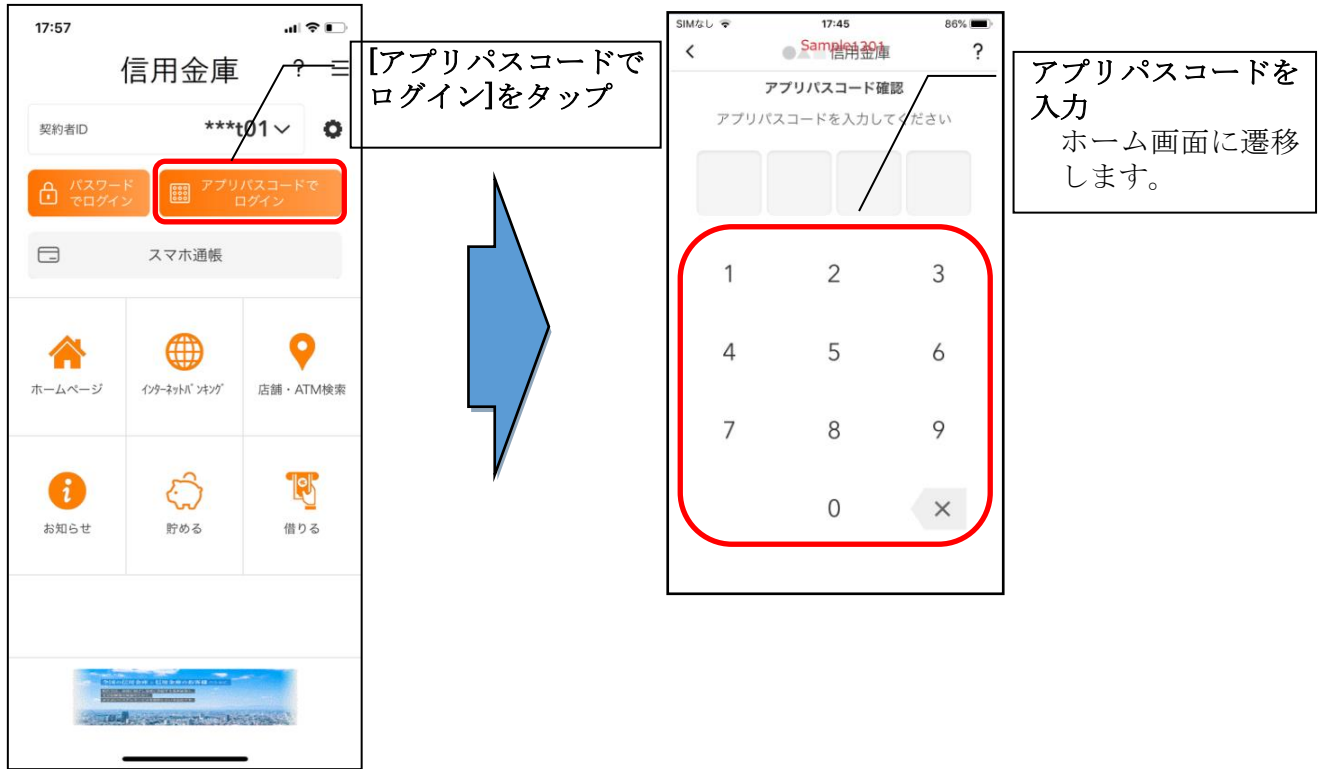 17:57
信用金庫
?
契約者ID
***t01
パスワード
でログイン
アプリパスコードで
ログイン
スマホ通帳
ホームページ
インターネットバンキング
店舗・ATM検索
お知らせ
貯める
借りる
[アプリパスコードで
ログイン]をタップ
SIMなし
17:45
86%
Sample1201
信用金庫
?
アプリパスコード確認
アプリパスコードを入力してください
1 2 3
4 5 6
7 8 9
0
アプリパスコードを
入力
ホーム画面に遷移
します。